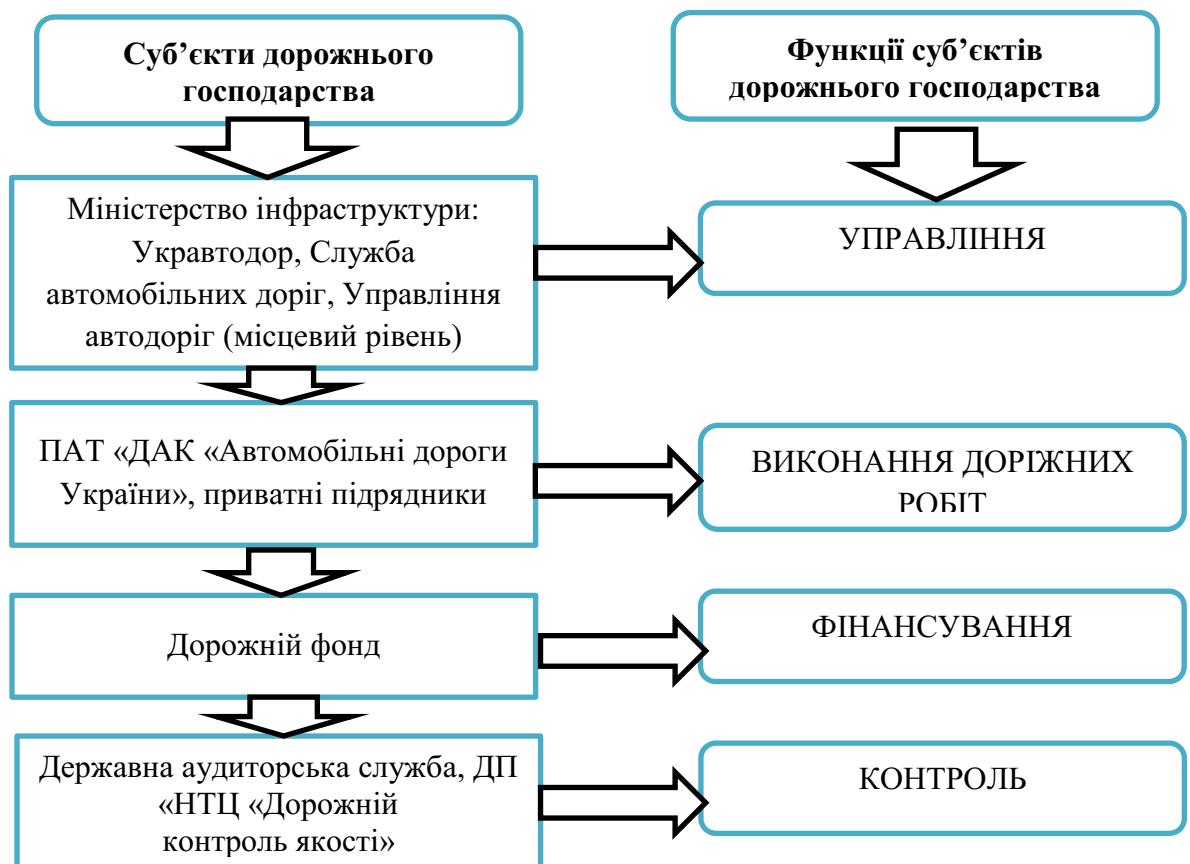 Суб’єкти дорожнього
господарства
Функції суб’єктів
дорожнього господарства
Міністерство інфраструктури:
Укравтодор, Служба
автомобільних доріг, Управління
автодоріг (місцевий рівень)
УПРАВЛІННЯ
ПАТ «ДАК «Автомобільні дороги
України», приватні підрядники
ВИКОНАННЯ ДОРІЖНИХ
РОБІТ
Дорожній фонд
ФІНАНСУВАННЯ
Державна аудиторська служба, ДП
«НТЦ «Дорожній
контроль якості»
КОНТРОЛЬ